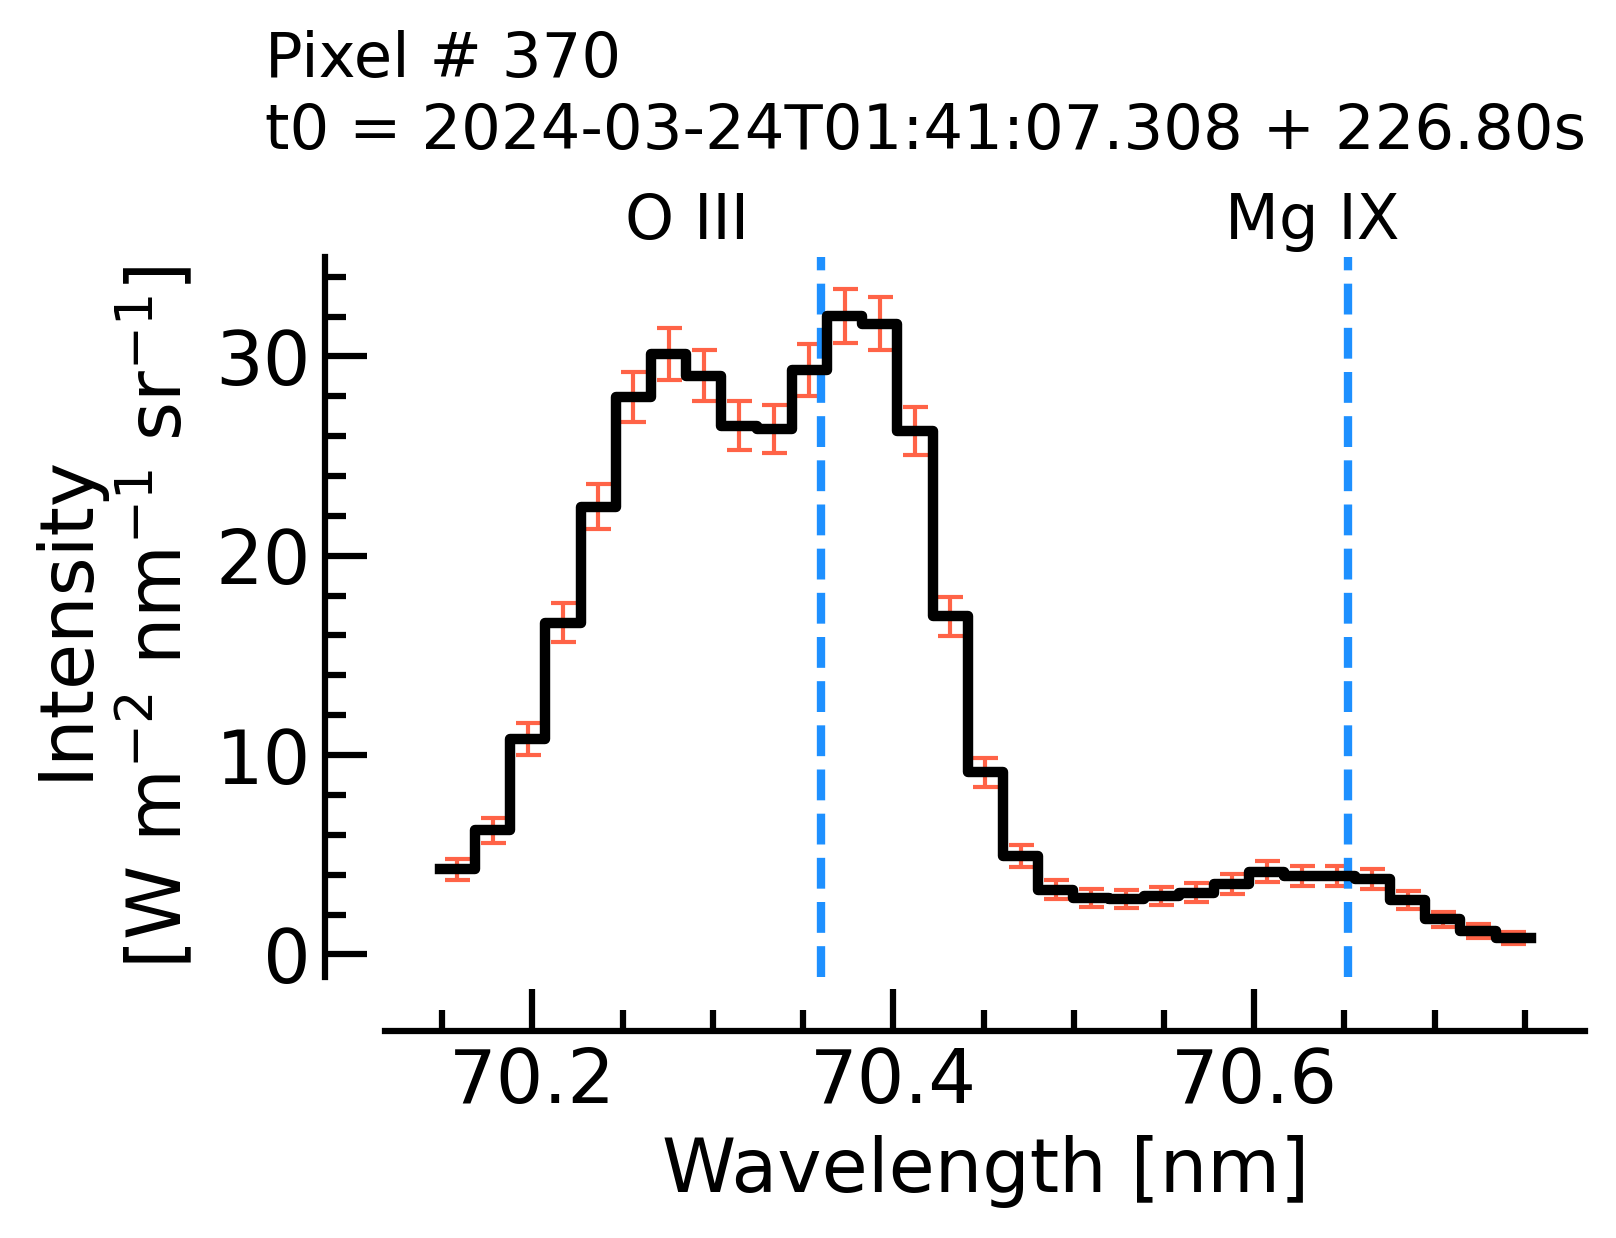 Pixel # 370
t0 = 2024-03-24T01:41:07.308 + 226.80s
O III
Mg IX
Intensity
[W m⁻² nm⁻¹ sr⁻¹]
30
20
10
0
70.2
70.4
70.6
Wavelength [nm]